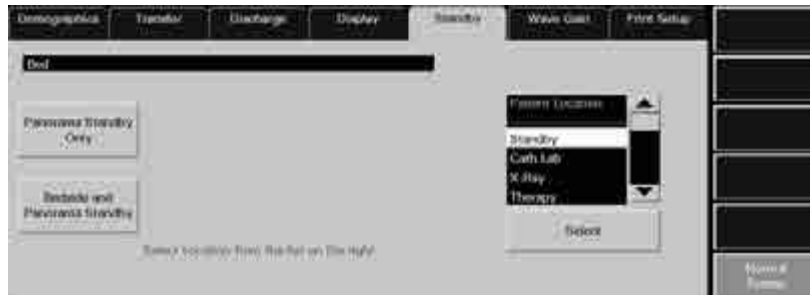 Demographics Transfer Discharge Display Standby Wave Gain Print Setup
Bed
Patient Location
Panorama Standby
Only
Standby
Cath Lab
X-Ray
Therapy
Bedside and
Panorama Standby
Select
Select location from the list on the right
Normal
Screen